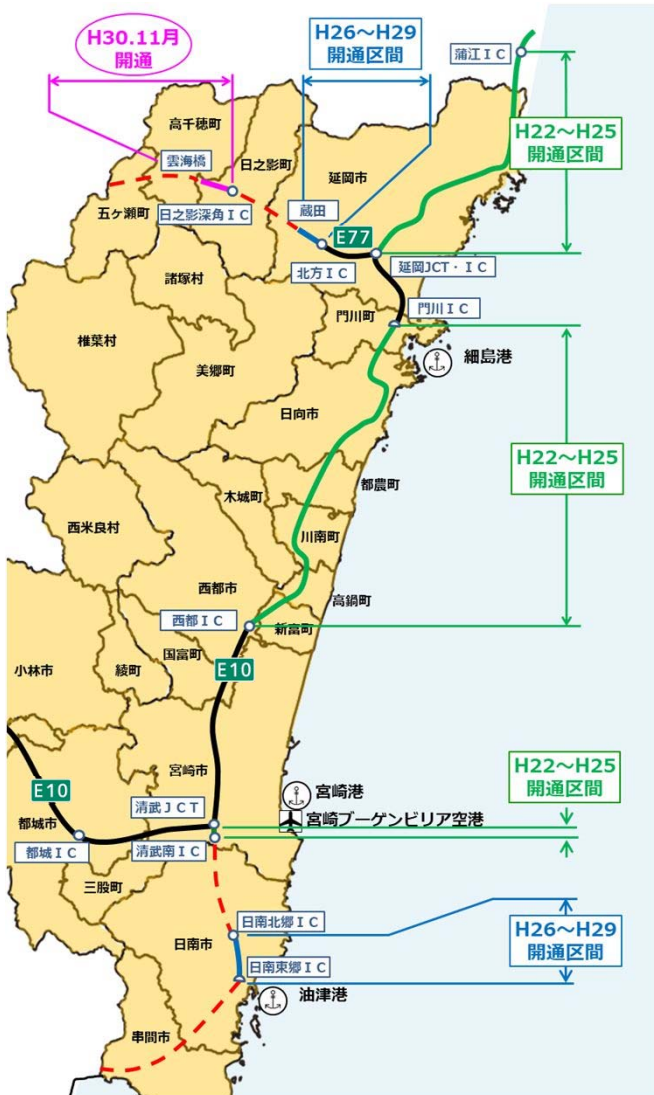 H30.11月
開通
H26～H29
開通区間
蒲江ＩＣ
H22～H25
開通区間
高千穂町
雲海橋
日之影町
延岡市
五ヶ瀬町
日之影深角ＩＣ
蔵田
E77
北方ＩＣ
延岡JCT・ＩＣ
諸塚村
門川町
門川ＩＣ
椎葉村
美郷町
細島港
日向市
H22～H25
開通区間
木城町
都農町
西米良村
川南町
西都市
高鍋町
西都ＩＣ
新富町
国富町
綾町
小林市
E10
宮崎市
H22～H25
開通区間
E10
宮崎港
都城市
清武ＪＣＴ
宮崎ブーゲンビリア空港
都城ＩＣ
清武南ＩＣ
三股町
日南北郷ＩＣ
H26～H29
開通区間
日南市
日南東郷ＩＣ
油津港
串間市